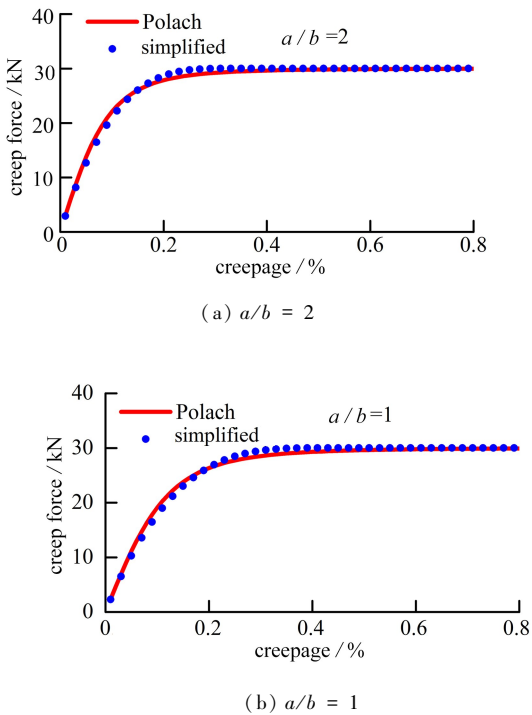 Polach
simplified
a/b=2
40
30
20
10
0
creep force / kN
0 0.2 0.4 0.6 0.8
creepage / %
(a) a/b = 2
Polach
simplified
a/b=1
40
30
20
10
0
creep force / kN
0 0.2 0.4 0.6 0.8
creepage / %
(b) a/b = 1